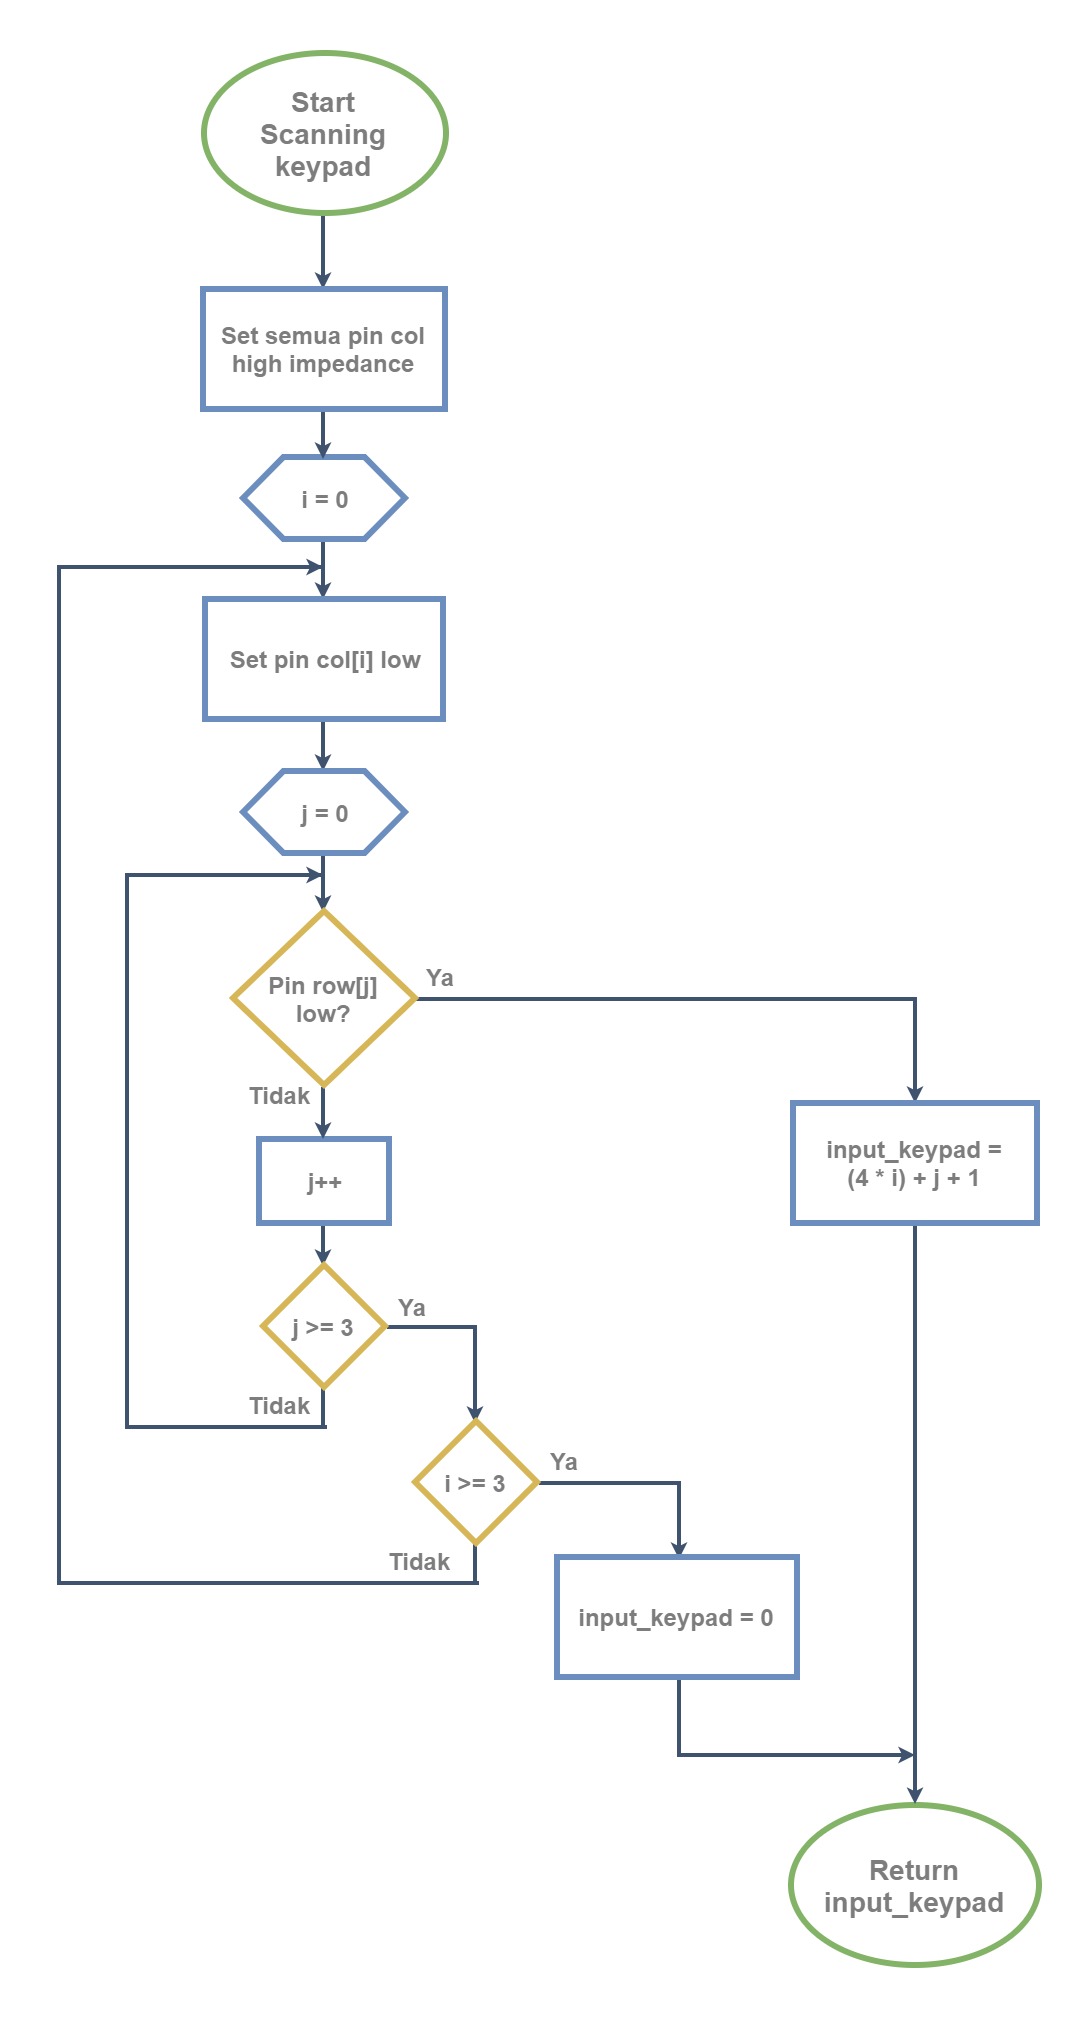 Start
Scanning
keypad
Set semua pin col
high impedance
i = 0
Set pin col[i] low
j = 0
Pin row[j]
low?
Ya
Tidak
input_keypad =
(4 * i) + j + 1
j++
j >= 3
Ya
Tidak
i >= 3
Ya
Tidak
input_keypad = 0
Return
input_keypad